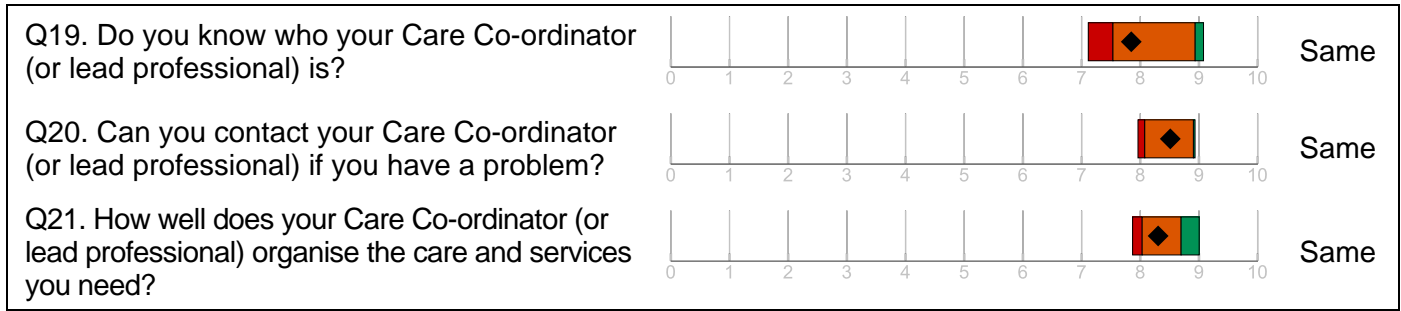 Q19. Do you know who your Care Co-ordinator
(or lead professional) is?
0 1 2 3 4 5 6 7 8 9 10
Same
Q20. Can you contact your Care Co-ordinator
(or lead professional) if you have a problem?
0 1 2 3 4 5 6 7 8 9 10
Same
Q21. How well does your Care Co-ordinator (or
lead professional) organise the care and services
you need?
0 1 2 3 4 5 6 7 8 9 10
Same